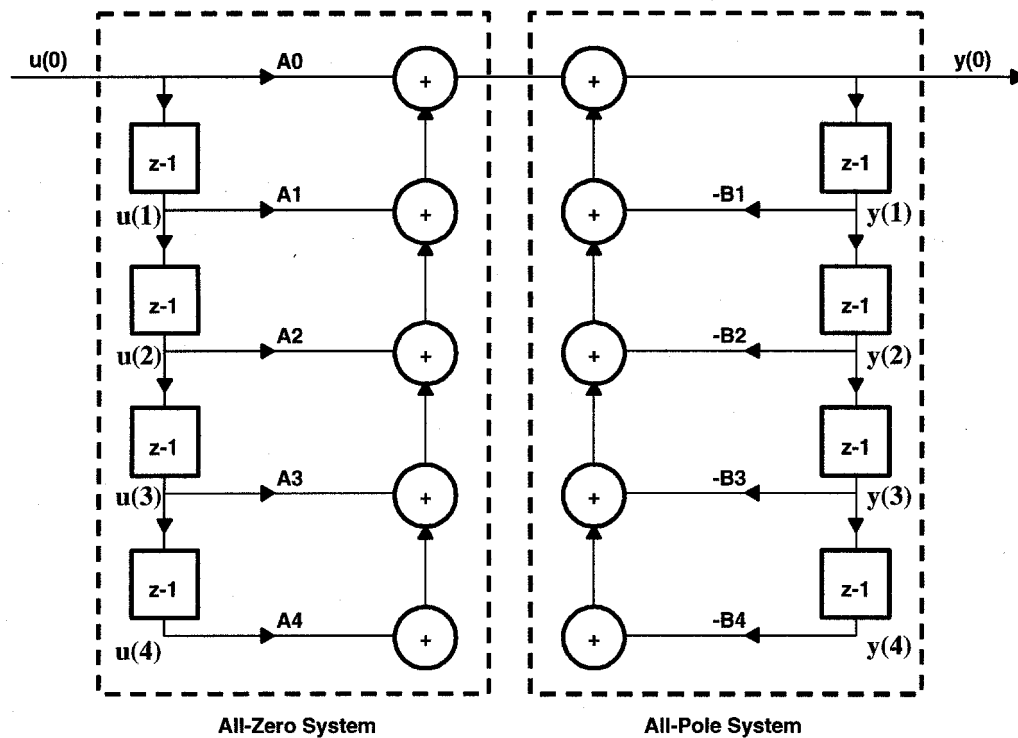 u(0) A0 + + y(0)
z-1 z-1
u(1) A1 + + -B1 y(1)
z-1 z-1
u(2) A2 + + -B2 y(2)
z-1 z-1
u(3) A3 + + -B3 y(3)
z-1 z-1
u(4) A4 + + -B4 y(4)
All-Zero System All-Pole System